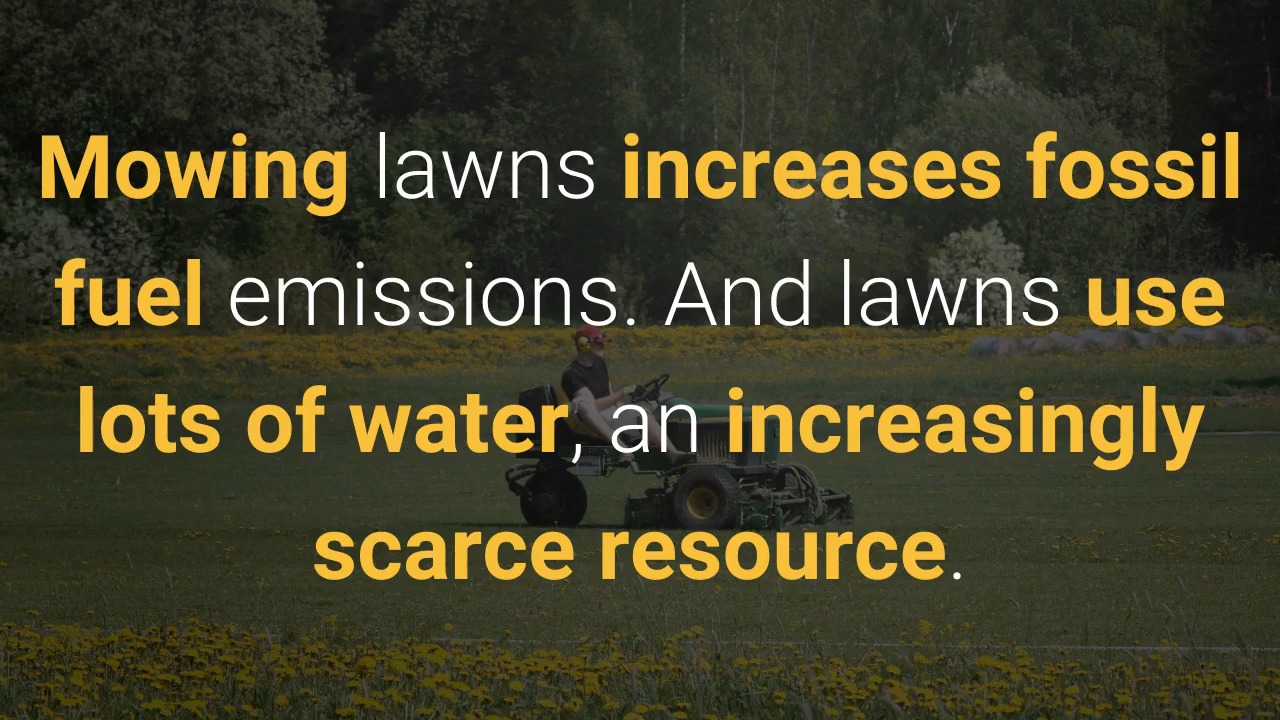 Mowing lawns increases fossil
fuel emissions. And lawns use
lots of water, an increasingly
scarce resource.